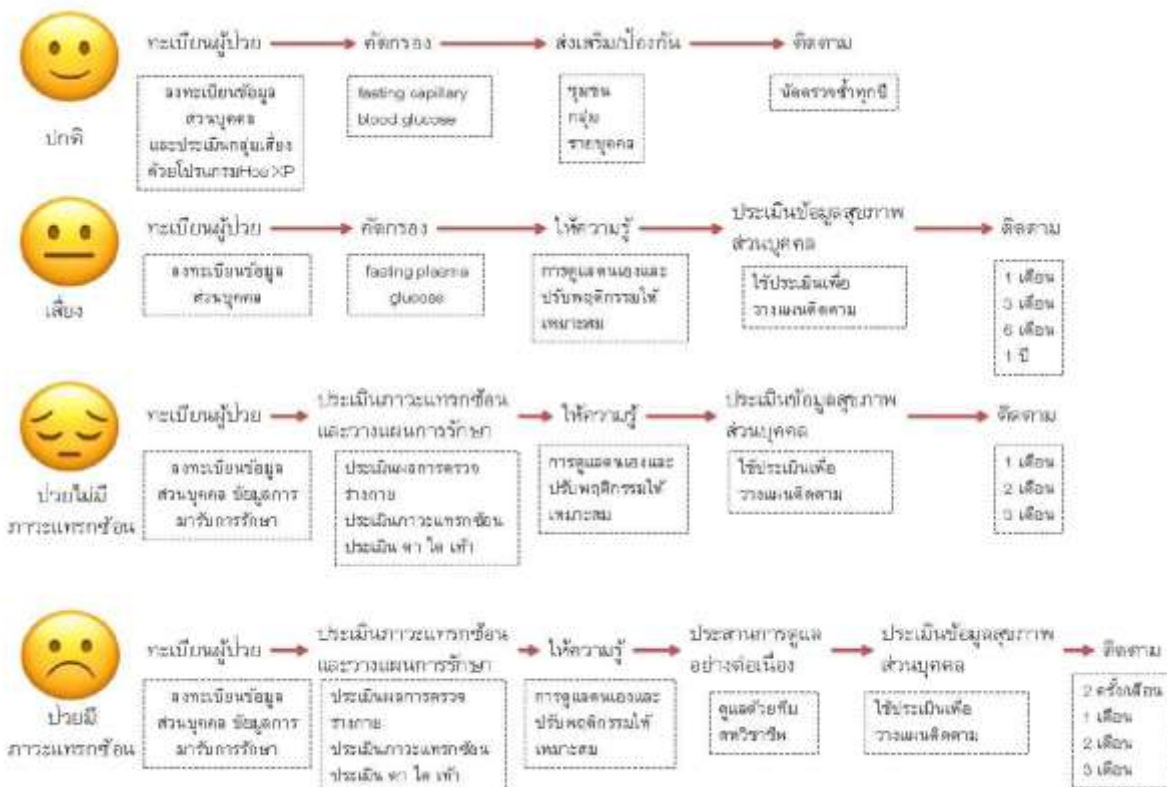 ทะเบียนผู้ป่วย คัดกรอง ส่งเสริม/ป้องกัน ติดตาม
ลงทะเบียนข้อมูล
ส่วนบุคคล
และประเมินกลุ่มเสี่ยง
ด้วยโปรแกรมHosXP
fasting capillary
blood glucose
ชุมชน
กลุ่ม
รายบุคคล
นัดตรวจซ้ำทุกปี
ปกติ
ทะเบียนผู้ป่วย คัดกรอง ให้ความรู้ ประเมินข้อมูลสุขภาพ
ส่วนบุคคล ติดตาม
ลงทะเบียนข้อมูล
ส่วนบุคคล
fasting plasma
glucose
การดูแลตนเองและ
ปรับพฤติกรรมให้
เหมาะสม
ใช้ประเมินเพื่อ
วางแผนติดตาม
1 เดือน
3 เดือน
6 เดือน
1 ปี
เสี่ยง
ทะเบียนผู้ป่วย ประเมินภาวะแทรกซ้อน
และวางแผนการรักษา ให้ความรู้ ประเมินข้อมูลสุขภาพ
ส่วนบุคคล ติดตาม
ลงทะเบียนข้อมูล
ส่วนบุคคล ข้อมูลการ
มารับการรักษา
ประเมินผลการตรวจ
ร่างกาย
ประเมินภาวะแทรกซ้อน
ประเมิน ตา ไต เท้า
การดูแลตนเองและ
ปรับพฤติกรรมให้
เหมาะสม
ใช้ประเมินเพื่อ
วางแผนติดตาม
1 เดือน
2 เดือน
3 เดือน
ป่วยไม่มี
ภาวะแทรกซ้อน
ทะเบียนผู้ป่วย ประเมินภาวะแทรกซ้อน
และวางแผนการรักษา ให้ความรู้ ประสานการดูแล
อย่างต่อเนื่อง ประเมินข้อมูลสุขภาพ
ส่วนบุคคล ติดตาม
ลงทะเบียนข้อมูล
ส่วนบุคคล ข้อมูลการ
มารับการรักษา
ประเมินผลการตรวจ
ร่างกาย
ประเมินภาวะแทรกซ้อน
ประเมิน ตา ไต เท้า
การดูแลตนเองและ
ปรับพฤติกรรมให้
เหมาะสม
ดูแลด้วยทีม
สหวิชาชีพ
ใช้ประเมินเพื่อ
วางแผนติดตาม
2 ครั้ง/เดือน
1 เดือน
2 เดือน
3 เดือน
ป่วยมี
ภาวะแทรกซ้อน